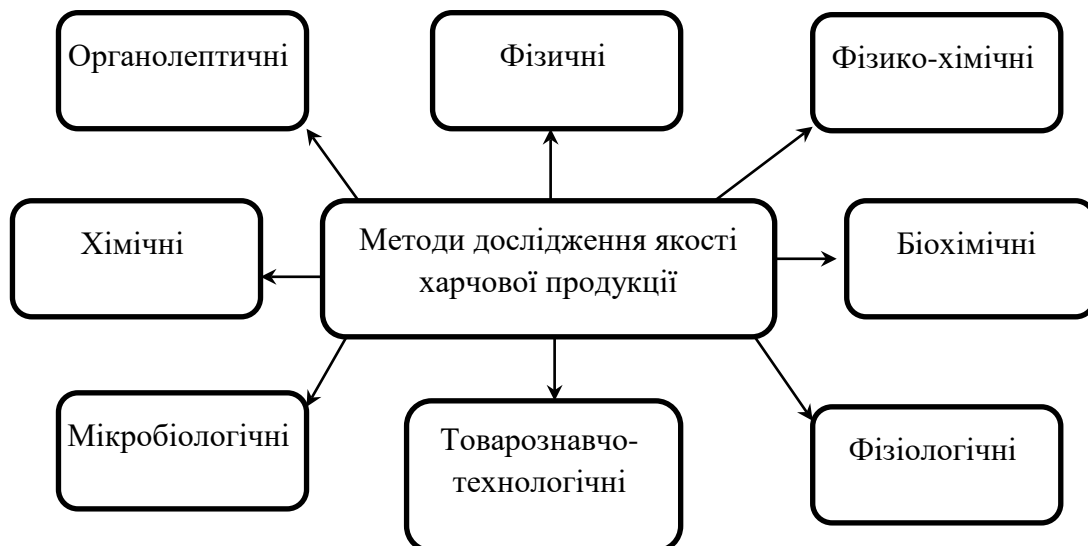 Органолептичні
Фізичні
Фізико-хімічні
Хімічні
Методи дослідження якості
харчової продукції
Біохімічні
Мікробіологічні
Товарознавчо-
технологічні
Фізіологічні